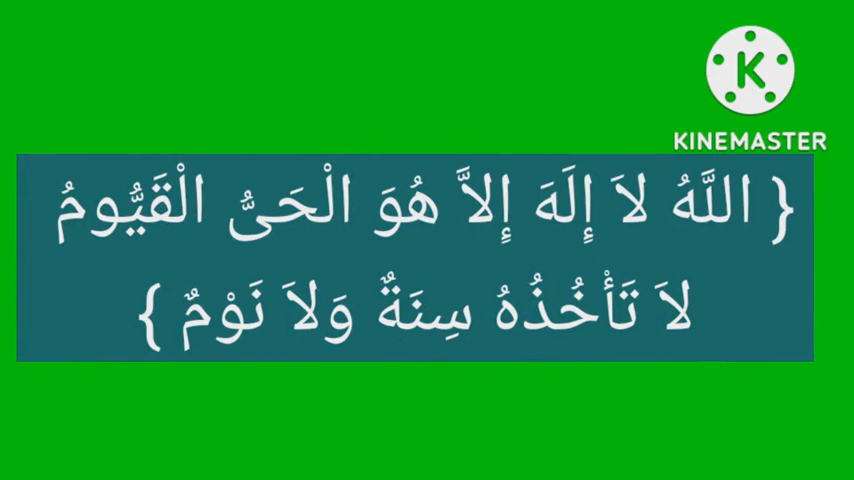 K
KINEMASTER
{ اللَّهُ لاَ إِلَهَ إِلاَّ هُوَ الْحَىُّ الْقَيُّومُ
لاَ تَأْخُذُهُ سِنَةٌ وَلاَ نَوْمٌ }